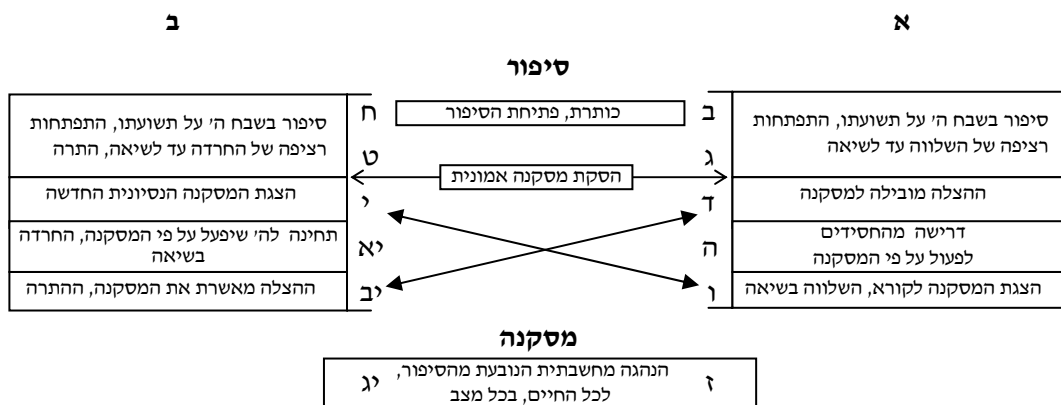 א
ב
סיפור
ב
כותרת, פתיחת הסיפור
ח
סיפור בשבח ה׳ על תשועתו, התפתחות
רציפה של השלווה עד לשיאה
סיפור בשבח ה׳ על תשועתו, התפתחות
רציפה של החרדה עד לשיאה, התרה
ג
ט
הסקת מסקנה אמונית
ההצלה מובילה למסקנה
ד
י
הצגת המסקנה הנסיונית החדשה
דרישה מהחסידים
לפעול על פי המסקנה
ה
יא
תחינה לה׳ שיפעל על פי המסקנה, החרדה
בשיאה
הצגת המסקנה לקורא, השלווה בשיאה
ו
יב
ההצלה מאשרת את המסקנה, ההתרה
מסקנה
ז
הנהגה מחשבתית הנובעת מהסיפור,
לכל החיים, בכל מצב
יג